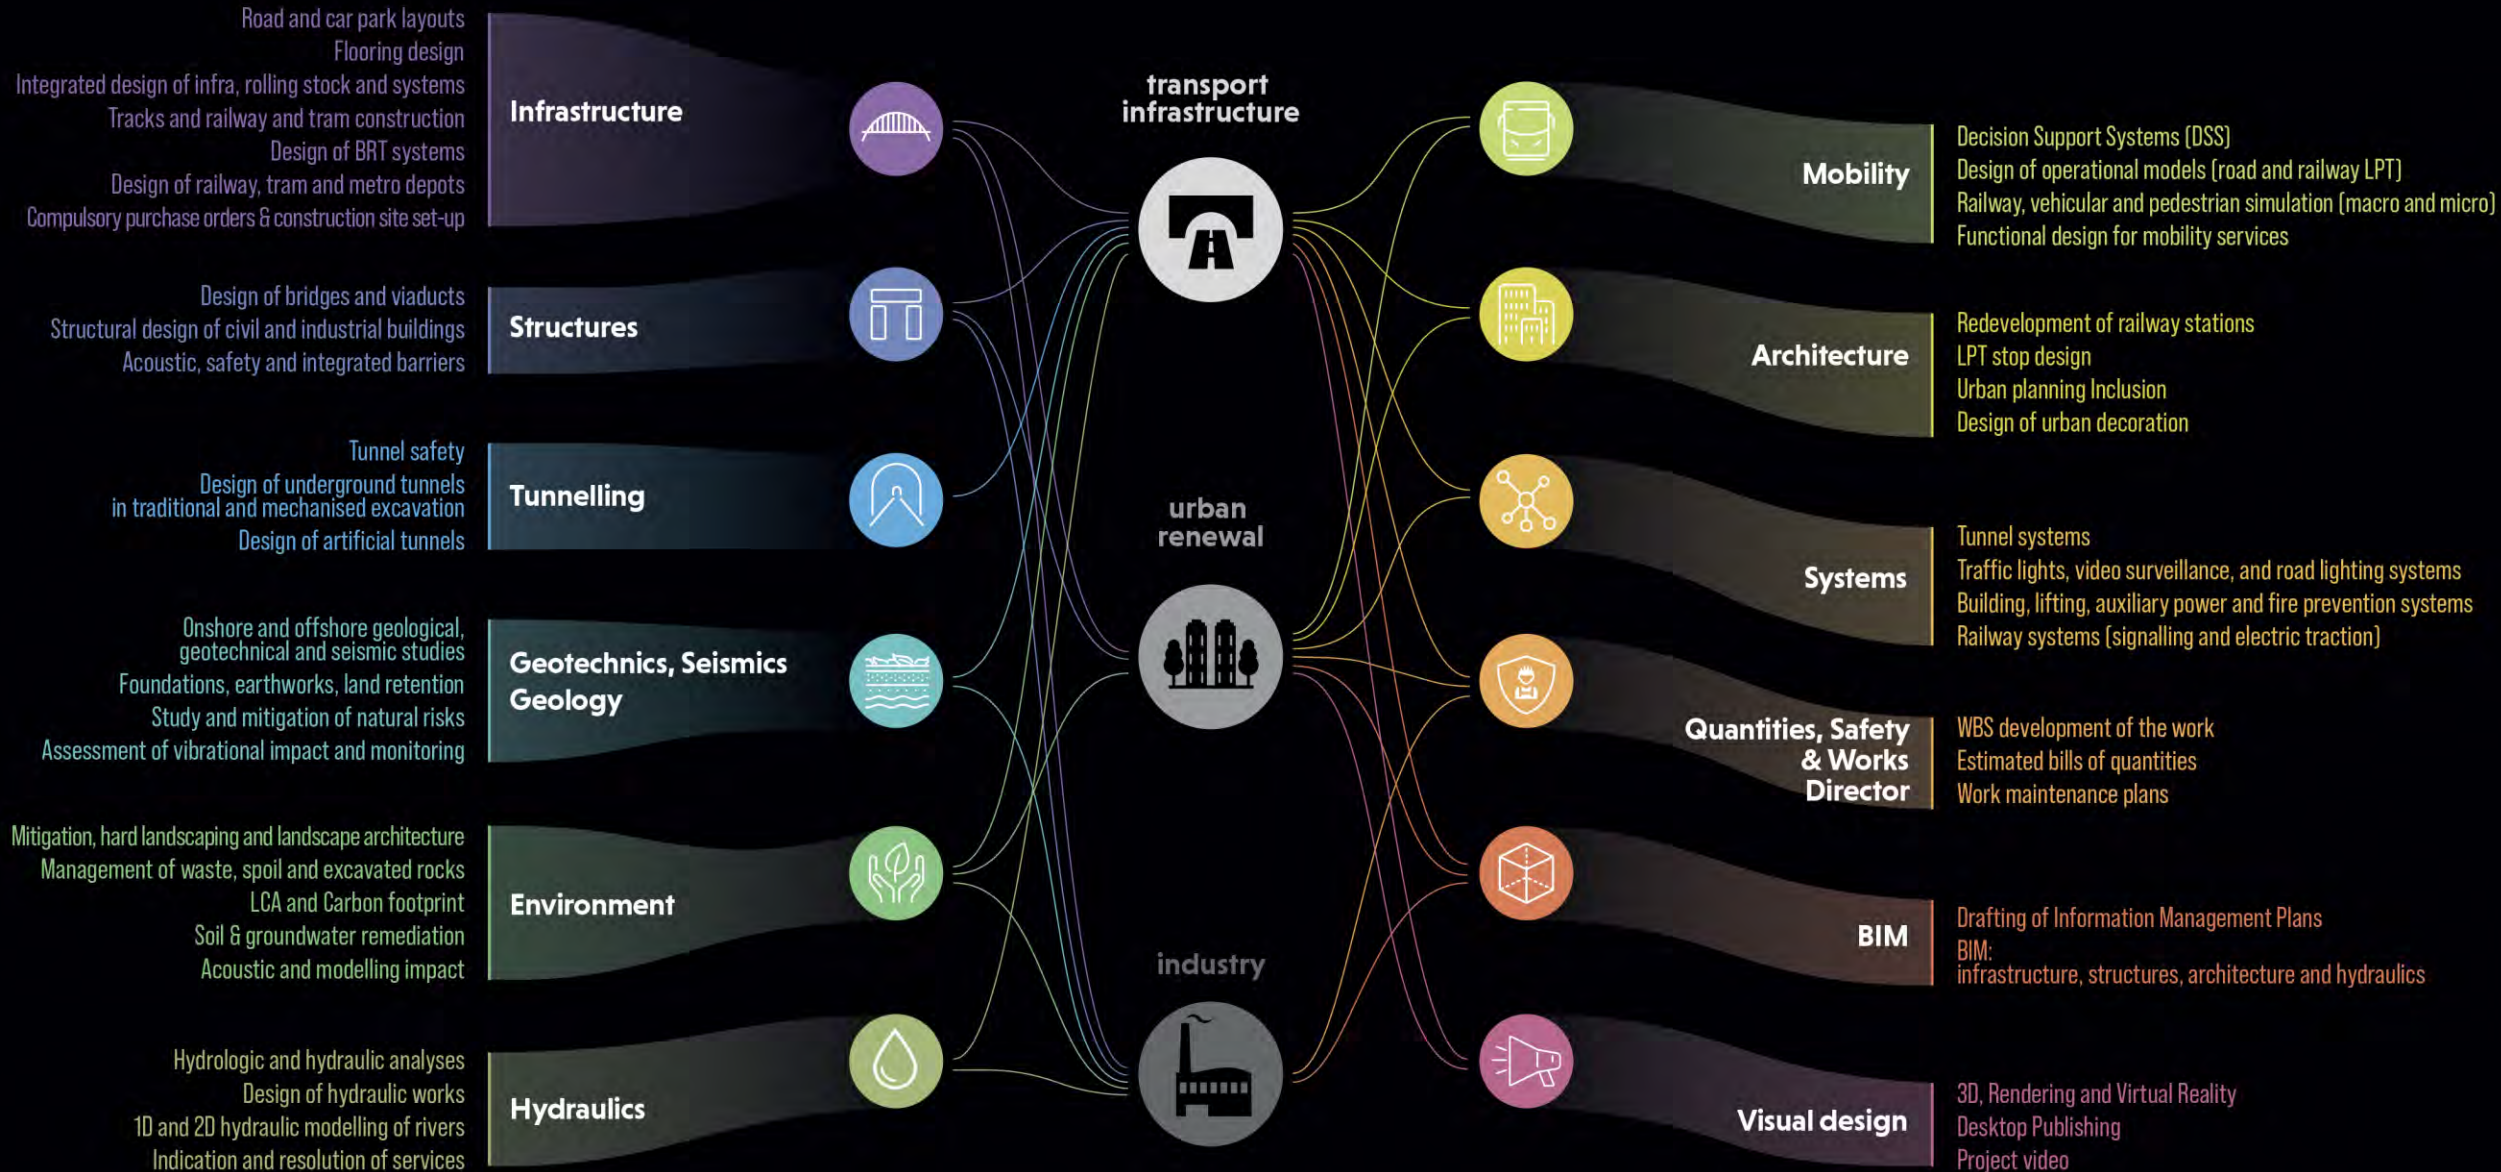 Road and car park layouts
Flooring design
Integrated design of infra, rolling stock and systems
Tracks and railway and tram construction
Design of BRT systems
Design of railway, tram and metro depots
Compulsory purchase orders & construction site set-up
Infrastructure
Design of bridges and viaducts
Structural design of civil and industrial buildings
Acoustic, safety and integrated barriers
Structures
Tunnel safety
Design of underground tunnels
in traditional and mechanised excavation
Design of artificial tunnels
Tunnelling
Onshore and offshore geological,
geotechnical and seismic studies
Foundations, earthworks, land retention
Study and mitigation of natural risks
Assessment of vibrational impact and monitoring
Geotechnics, Seismics
Geology
Mitigation, hard landscaping and landscape architecture
Management of waste, spoil and excavated rocks
LCA and Carbon footprint
Soil & groundwater remediation
Acoustic and modelling impact
Environment
Hydrologic and hydraulic analyses
Design of hydraulic works
1D and 2D hydraulic modelling of rivers
Indication and resolution of services
Hydraulics
transport
infrastructure
urban
renewal
industry
Mobility
Decision Support Systems (DSS)
Design of operational models (road and railway LPT)
Railway, vehicular and pedestrian simulation (macro and micro)
Functional design for mobility services
Architecture
Redevelopment of railway stations
LPT stop design
Urban planning Inclusion
Design of urban decoration
Systems
Tunnel systems
Traffic lights, video surveillance, and road lighting systems
Building, lifting, auxiliary power and fire prevention systems
Railway systems (signalling and electric traction)
Quantities, Safety
& Works
Director
WBS development of the work
Estimated bills of quantities
Work maintenance plans
BIM
Drafting of Information Management Plans
BIM:
infrastructure, structures, architecture and hydraulics
Visual design
3D, Rendering and Virtual Reality
Desktop Publishing
Project video